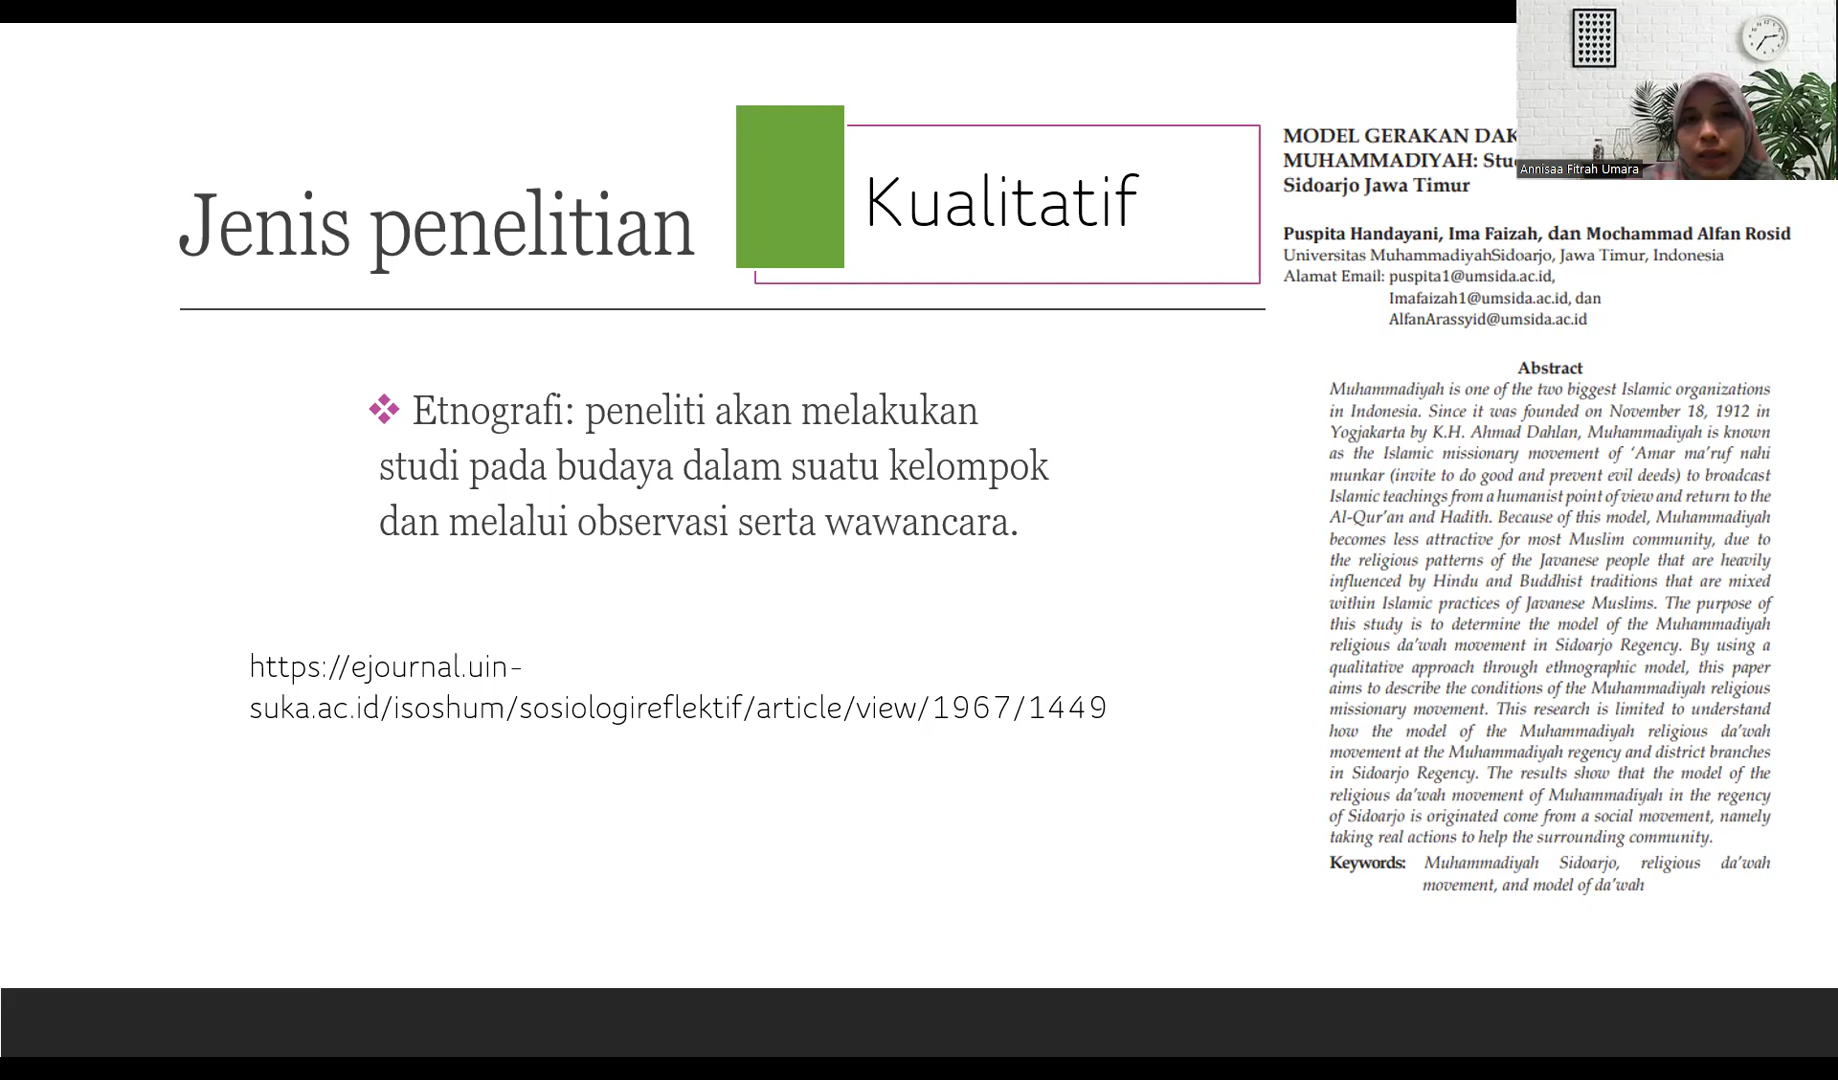 Jenis penelitian
Kualitatif
❖ Etnografi: peneliti akan melakukan
studi pada budaya dalam suatu kelompok
dan melalui observasi serta wawancara.
https://ejournal.uin-
suka.ac.id/isoshum/sosiologireflektif/article/view/1967/1449
MODEL GERAKAN
MUHAMMADIYAH:
Sidoarjo Jawa Timur
Puspita Handayani, Ima Faizah, dan Mochammad Alfan Rosid
Universitas MuhammadiyahSidoarjo, Jawa Timur, Indonesia
Alamat Email: puspita1@umsida.ac.id,
Imafaizah1@umsida.ac.id, dan
AlfanArassyid@umsida.ac.id
Abstract
Muhammadiyah is one of the two biggest Islamic organizations
in Indonesia. Since it was founded on November 18, 1912 in
Yogjakarta by K.H. Ahmad Dahlan, Muhammadiyah is known
as the Islamic missionary movement of ‘Amar ma’ruf nahi
munkar (invite to do good and prevent evil deeds) to broadcast
Islamic teachings from a humanist point of view and return to the
Al-Qur’an and Hadith. Because of this model, Muhammadiyah
becomes less attractive for most Muslim community, due to
the religious patterns of the Javanese people that are heavily
influenced by Hindu and Buddhist traditions that are mixed
within Islamic practices of Javanese Muslims. The purpose of
this study is to determine the model of the Muhammadiyah
religious da’wah movement in Sidoarjo Regency. By using a
qualitative approach through ethnographic model, this paper
aims to describe the conditions of the Muhammadiyah religious
missionary movement. This research is limited to understand
how the model of the Muhammadiyah religious da’wah
movement at the Muhammadiyah regency and district branches
in Sidoarjo Regency. The results show that the model of the
religious da’wah movement of Muhammadiyah in the regency
of Sidoarjo is originated come from a social movement, namely
taking real actions to help the surrounding community.
Keywords: Muhammadiyah Sidoarjo, religious da’wah
movement, and model of da’wah
Annisaa Fitrah Umara